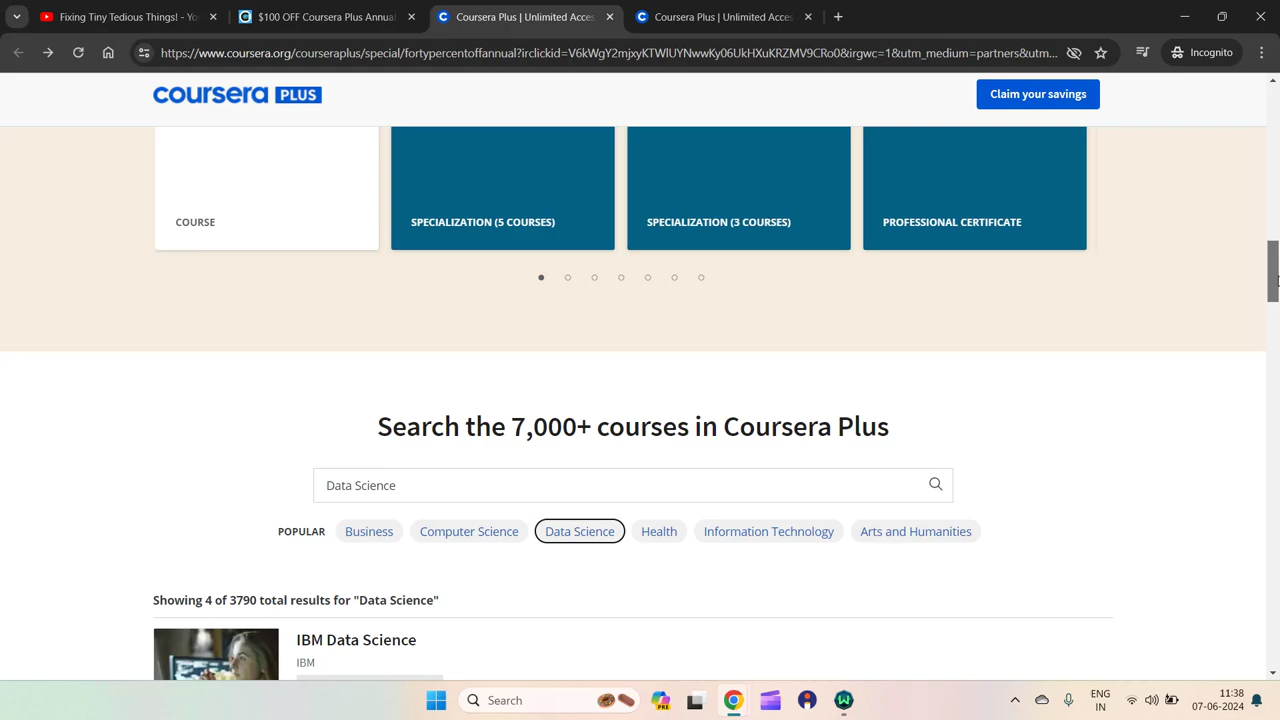 Fixing Tiny Tedious Things! - Yo
$100 OFF Coursera Plus Annual
Coursera Plus | Unlimited Acces
Coursera Plus | Unlimited Acces
https://www.coursera.org/courseraplus/special/fortypercentofannual?irclickid=V6kWgY2mjxyKTWlUYNwwKy06UkHXuKRZMV9CRo0&irgwc=1&utm_medium=partners&utm...
Incognito
coursera PLUS
Claim your savings
COURSE
SPECIALIZATION (5 COURSES)
SPECIALIZATION (3 COURSES)
PROFESSIONAL CERTIFICATE
Search the 7,000+ courses in Coursera Plus
Data Science
POPULAR Business Computer Science Data Science Health Information Technology Arts and Humanities
Showing 4 of 3790 total results for "Data Science"
IBM Data Science
IBM
Search
PRE
ENG
IN
11:38
07-06-2024